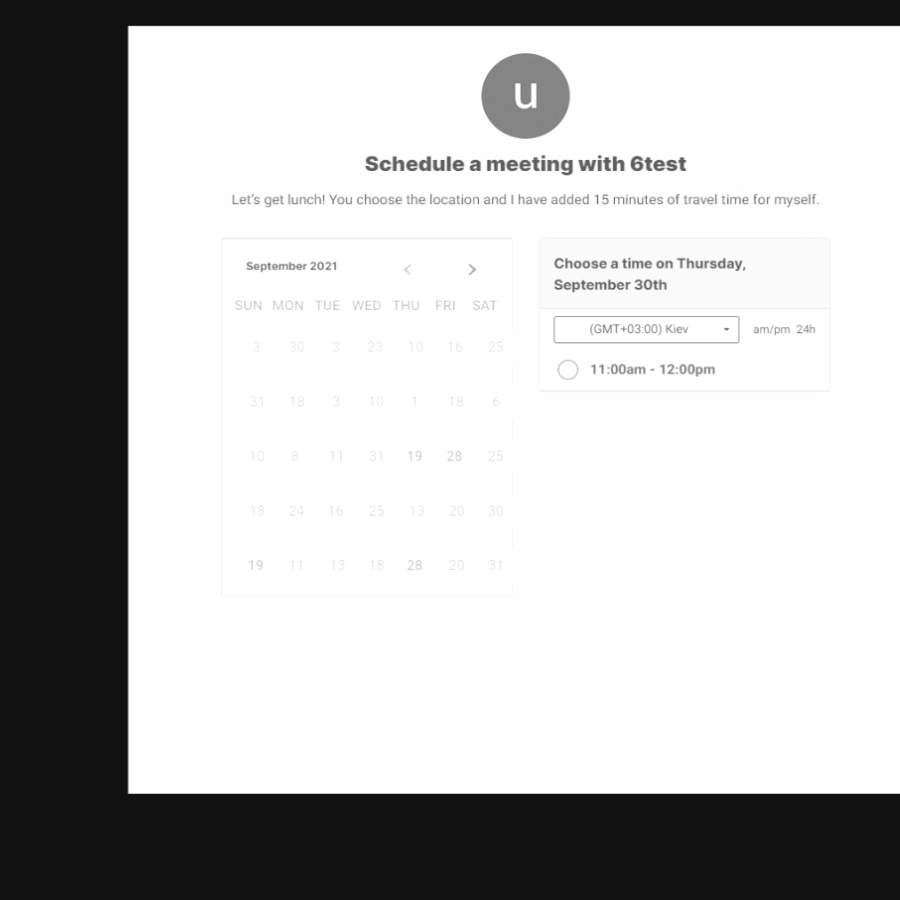 u
Schedule a meeting with 6test
Let's get lunch! You choose the location and I have added 15 minutes of travel time for myself.
September 2021
SUN MON TUE WED THU FRI SAT
3 30 3 23 10 16 25
31 18 3 10 1 18 6
10 8 11 31 19 28 25
18 24 16 25 13 20 30
19 11 13 18 28 20 31
Choose a time on Thursday,
September 30th
(GMT+03:00) Kiev am/pm 24h
11:00am - 12:00pm